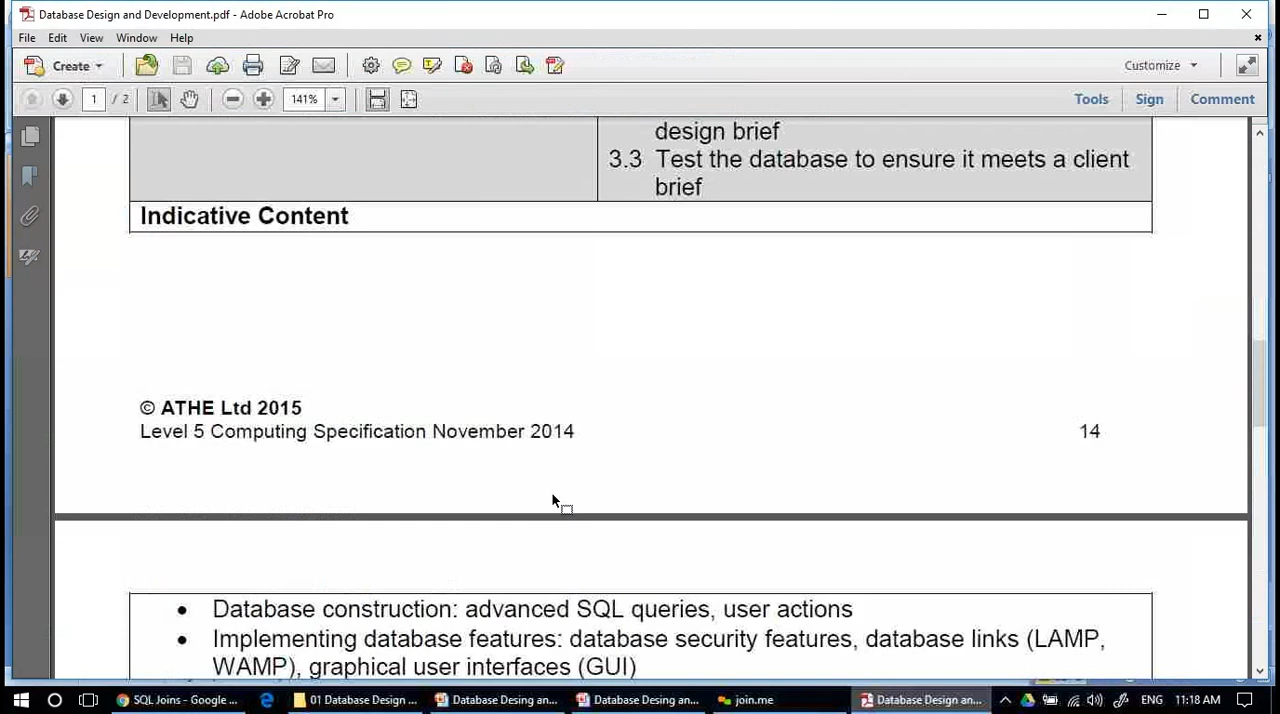 Database Design and Development.pdf - Adobe Acrobat Pro
File Edit View Window Help
Create
Customize
1 / 2
141%
Tools Sign Comment
design brief
3.3 Test the database to ensure it meets a client
brief
Indicative Content
© ATHE Ltd 2015
Level 5 Computing Specification November 2014
14
• Database construction: advanced SQL queries, user actions
• Implementing database features: database security features, database links (LAMP,
WAMP), graphical user interfaces (GUI)
SQL Joins - Google ...
01 Database Design ...
Database Desing an...
Database Desing an...
join.me
Database Design an...
ENG
11:18 AM